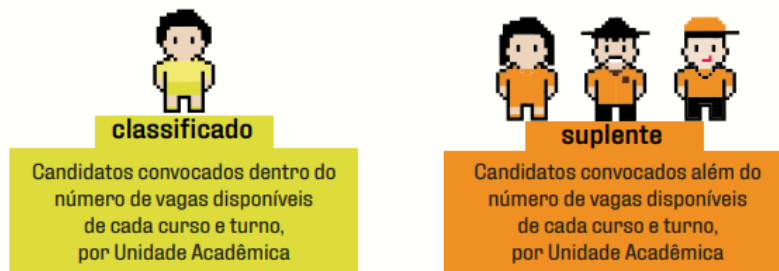 classificado
Candidatos convocados dentro do
número de vagas disponíveis
de cada curso e turno,
por Unidade Acadêmica
suplente
Candidatos convocados além do
número de vagas disponíveis
de cada curso e turno,
por Unidade Acadêmica